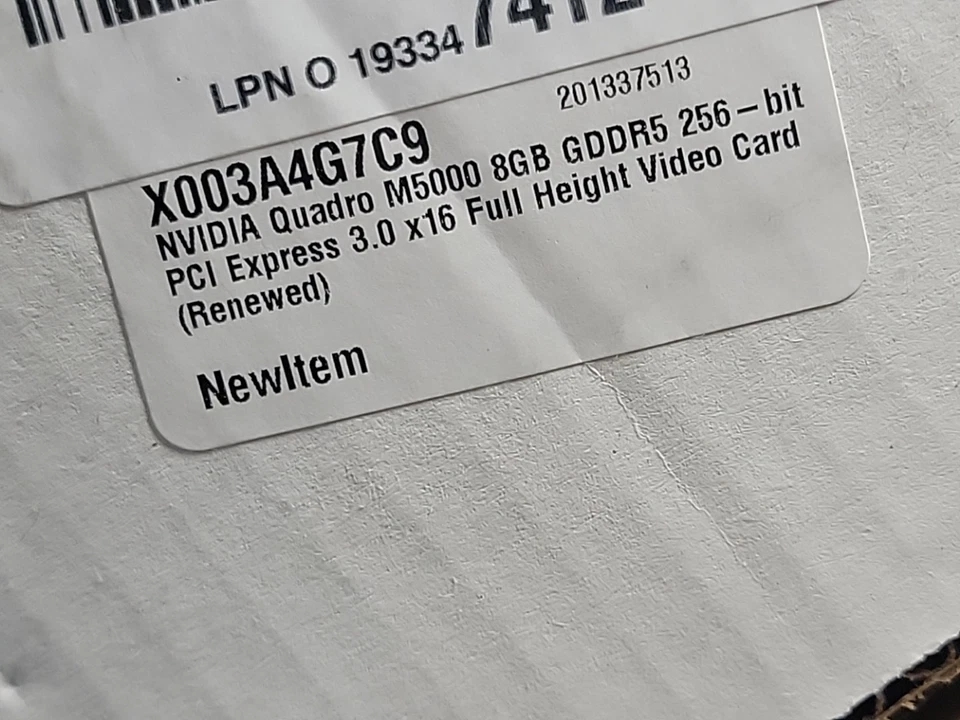 LPN O 19334
201337513
X003A4G7C9
NVIDIA Quadro M5000 8GB GDDR5 256-bit
PCI Express 3.0 x16 Full Height Video Card
(Renewed)
NewItem